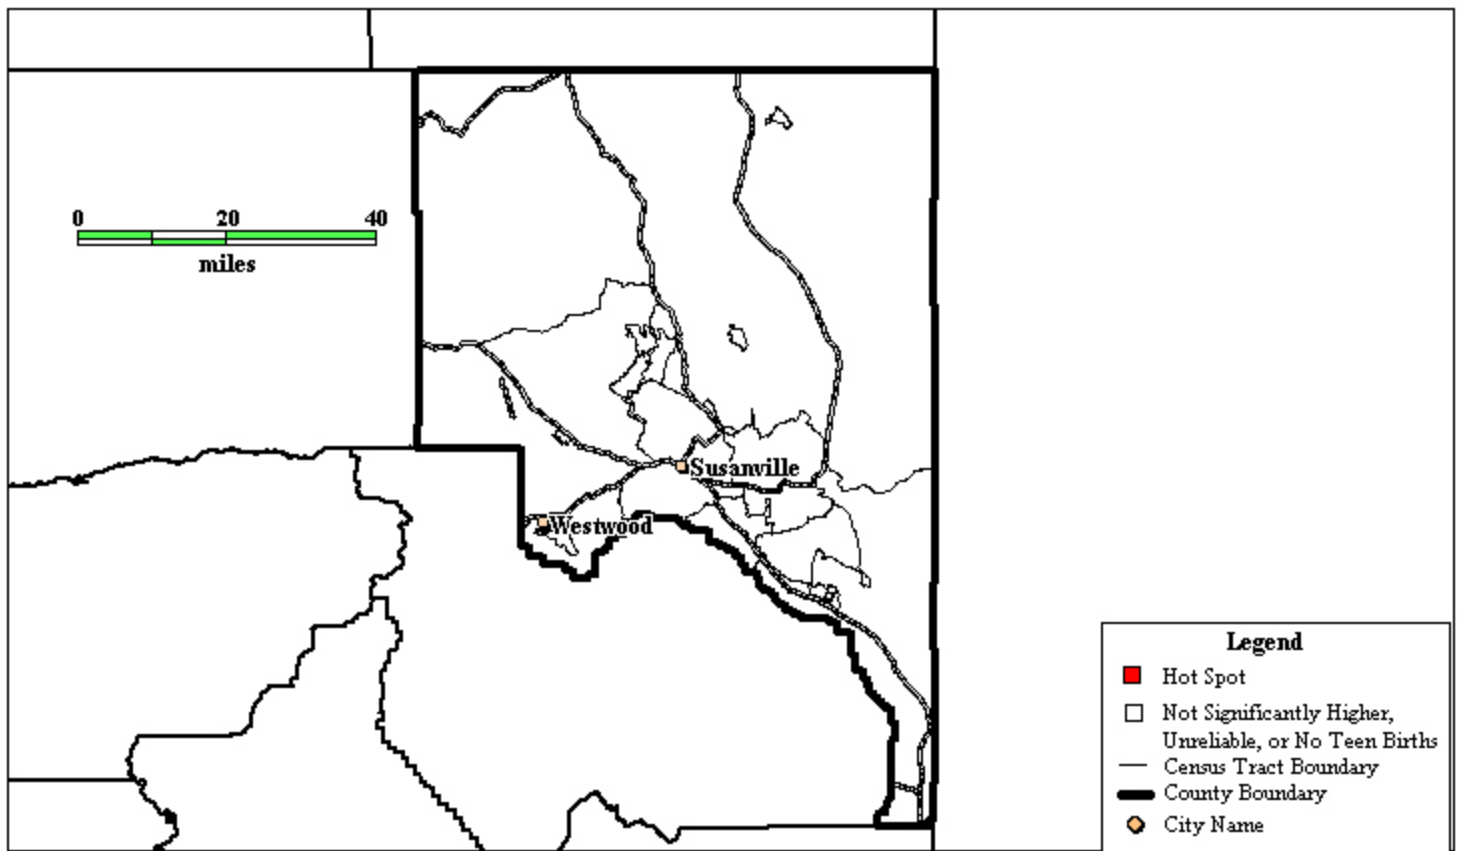 0 20 40
miles
Susanville
Westwood
Legend
Hot Spot
Not Significantly Higher,
Unreliable, or No Teen Births
Census Tract Boundary
County Boundary
City Name